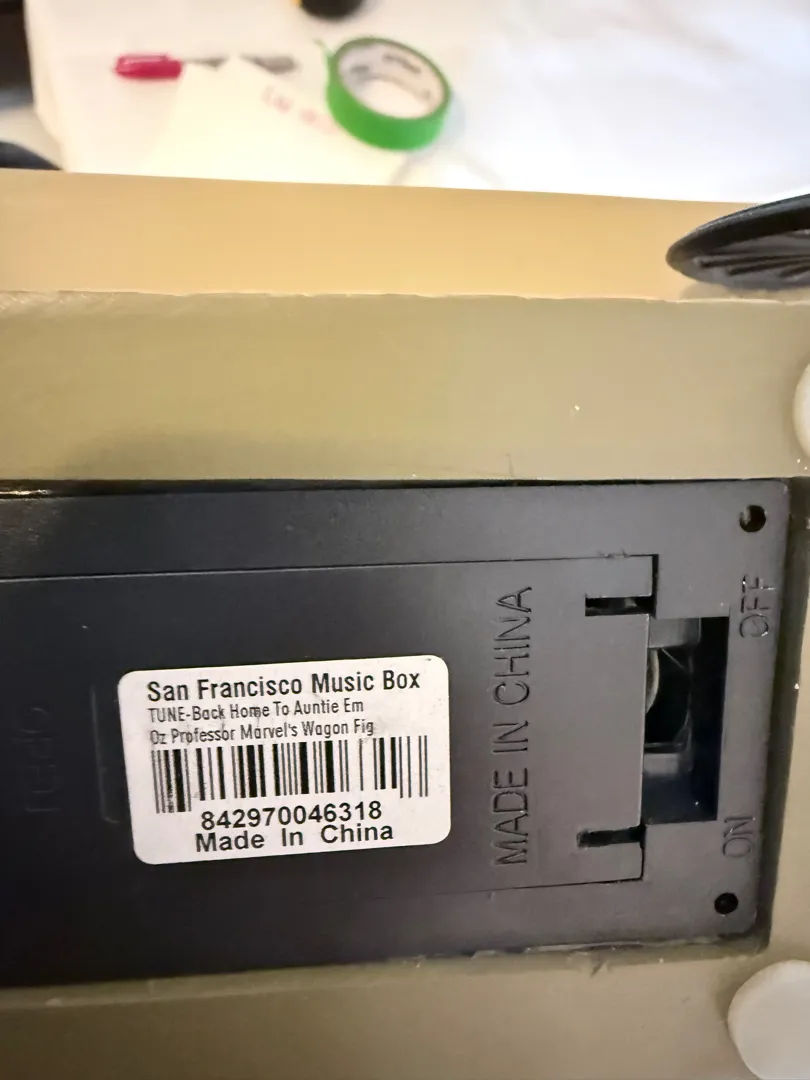 San Francisco Music Box
TUNE-Back Home To Auntie Em
Oz Professor Marvel's Wagon Fig
842970046318
Made In China
MADE IN CHINA
OFF
ON